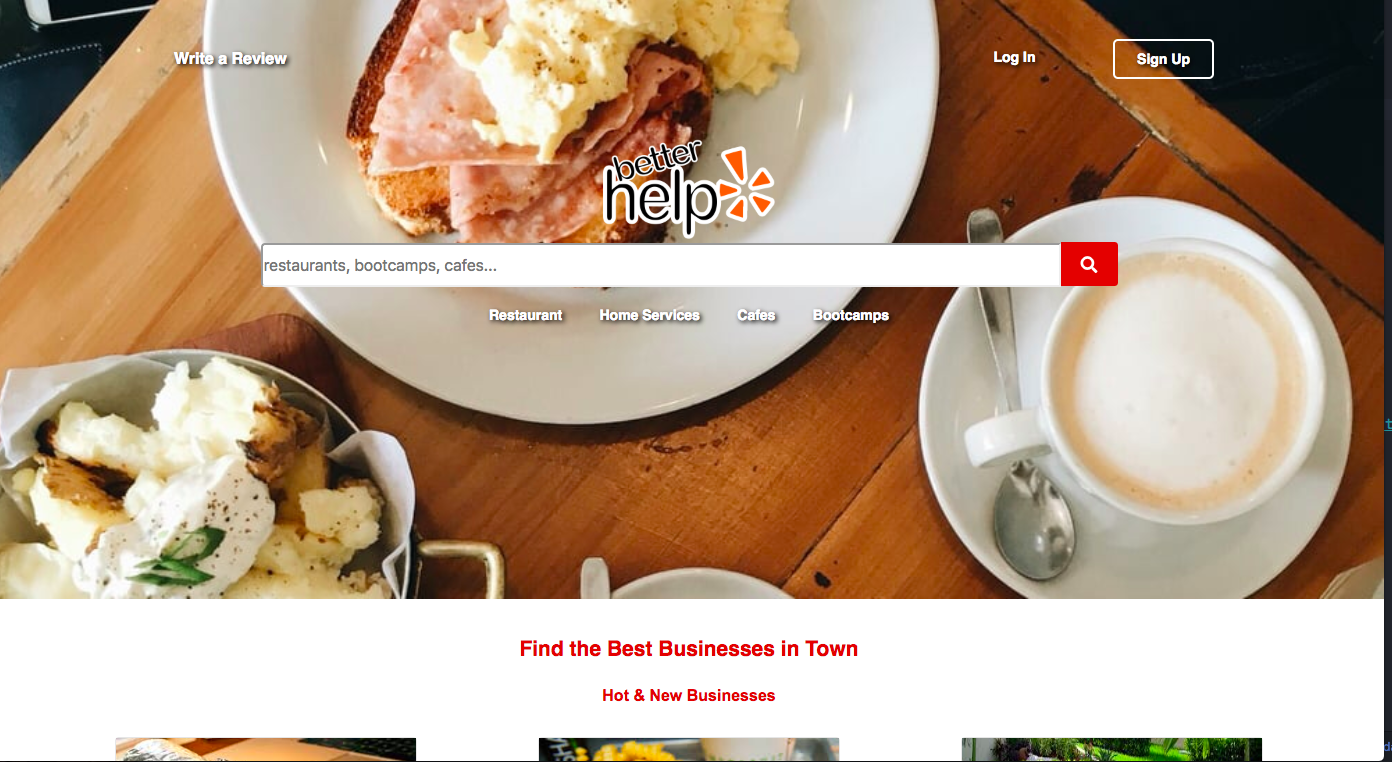 Write a Review
Log In
Sign Up
better
help
restaurants, bootcamps, cafes...
Restaurant
Home Services
Cafes
Bootcamps
Find the Best Businesses in Town
Hot & New Businesses